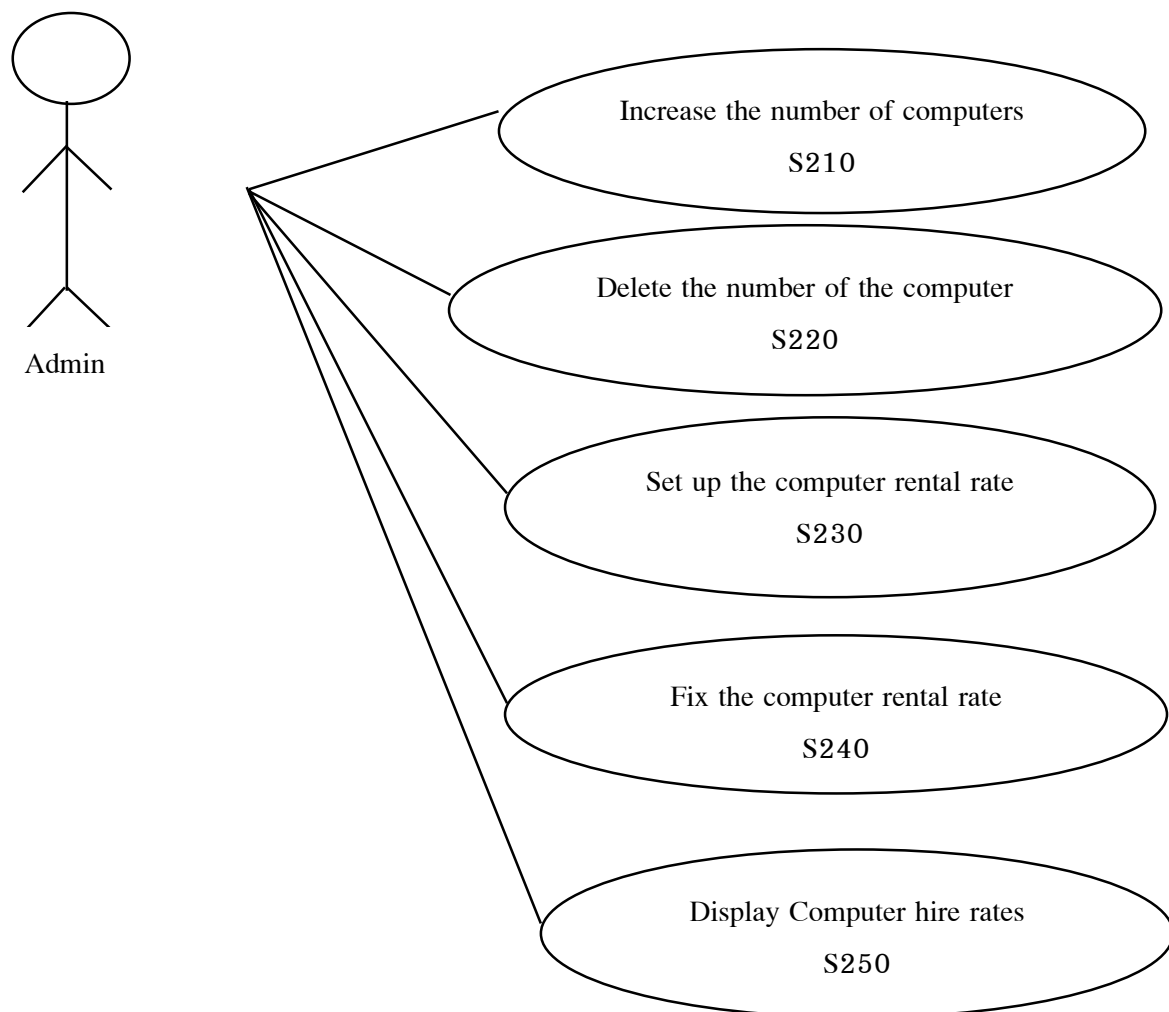 Increase the number of computers
S210
Delete the number of the computer
S220
Admin
Set up the computer rental rate
S230
Fix the computer rental rate
S240
Display Computer hire rates
S250